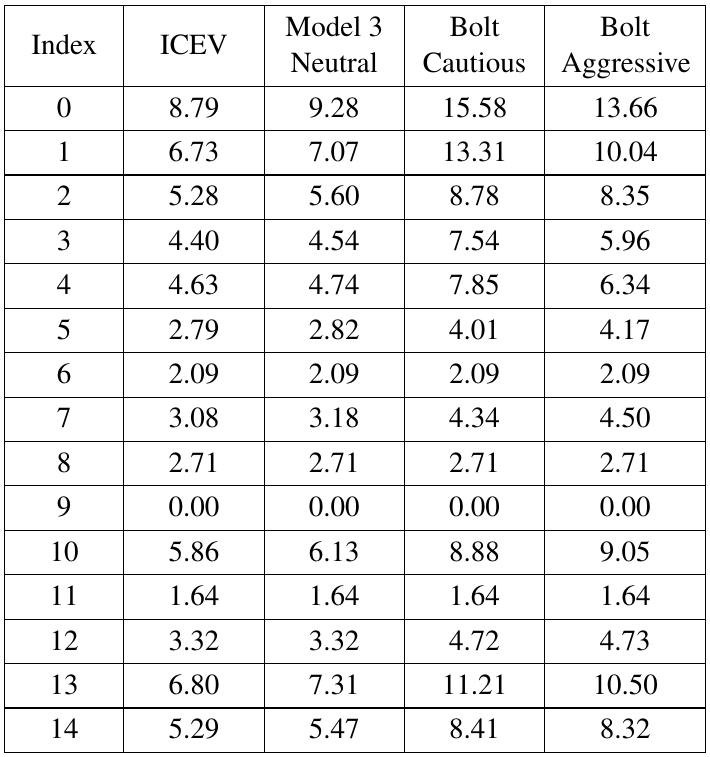 Index ICEV Model 3 Neutral Bolt Cautious Bolt Aggressive
0 8.79 9.28 15.58 13.66
1 6.73 7.07 13.31 10.04
2 5.28 5.60 8.78 8.35
3 4.40 4.54 7.54 5.96
4 4.63 4.74 7.85 6.34
5 2.79 2.82 4.01 4.17
6 2.09 2.09 2.09 2.09
7 3.08 3.18 4.34 4.50
8 2.71 2.71 2.71 2.71
9 0.00 0.00 0.00 0.00
10 5.86 6.13 8.88 9.05
11 1.64 1.64 1.64 1.64
12 3.32 3.32 4.72 4.73
13 6.80 7.31 11.21 10.50
14 5.29 5.47 8.41 8.32